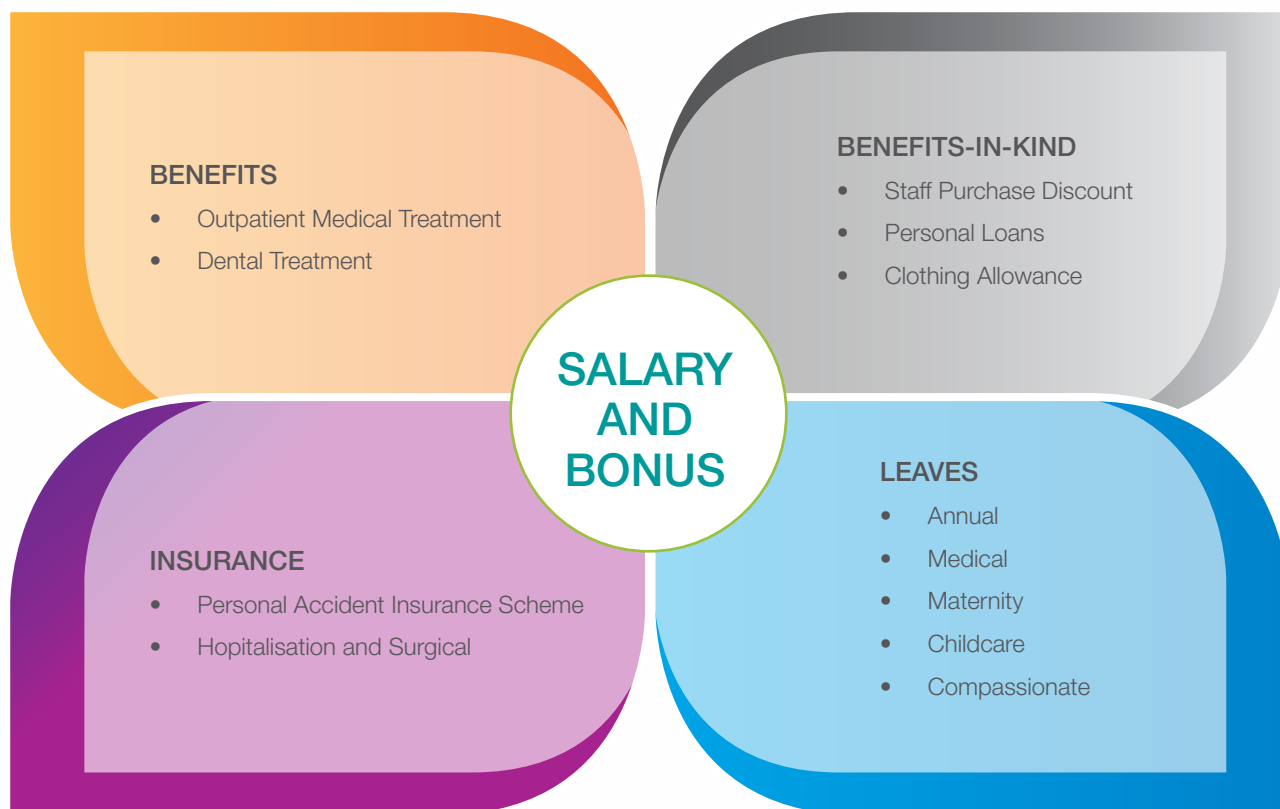 BENEFITS
• Outpatient Medical Treatment
• Dental Treatment
BENEFITS-IN-KIND
• Staff Purchase Discount
• Personal Loans
• Clothing Allowance
SALARY
AND
BONUS
INSURANCE
• Personal Accident Insurance Scheme
• Hopitalisation and Surgical
LEAVES
• Annual
• Medical
• Maternity
• Childcare
• Compassionate